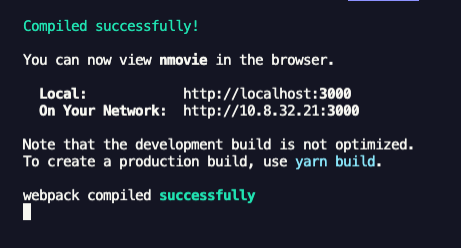 Compiled successfully!
You can now view nmovie in the browser.
Local: http://localhost:3000
On Your Network: http://10.8.32.21:3000
Note that the development build is not optimized.
To create a production build, use yarn build.
webpack compiled successfully